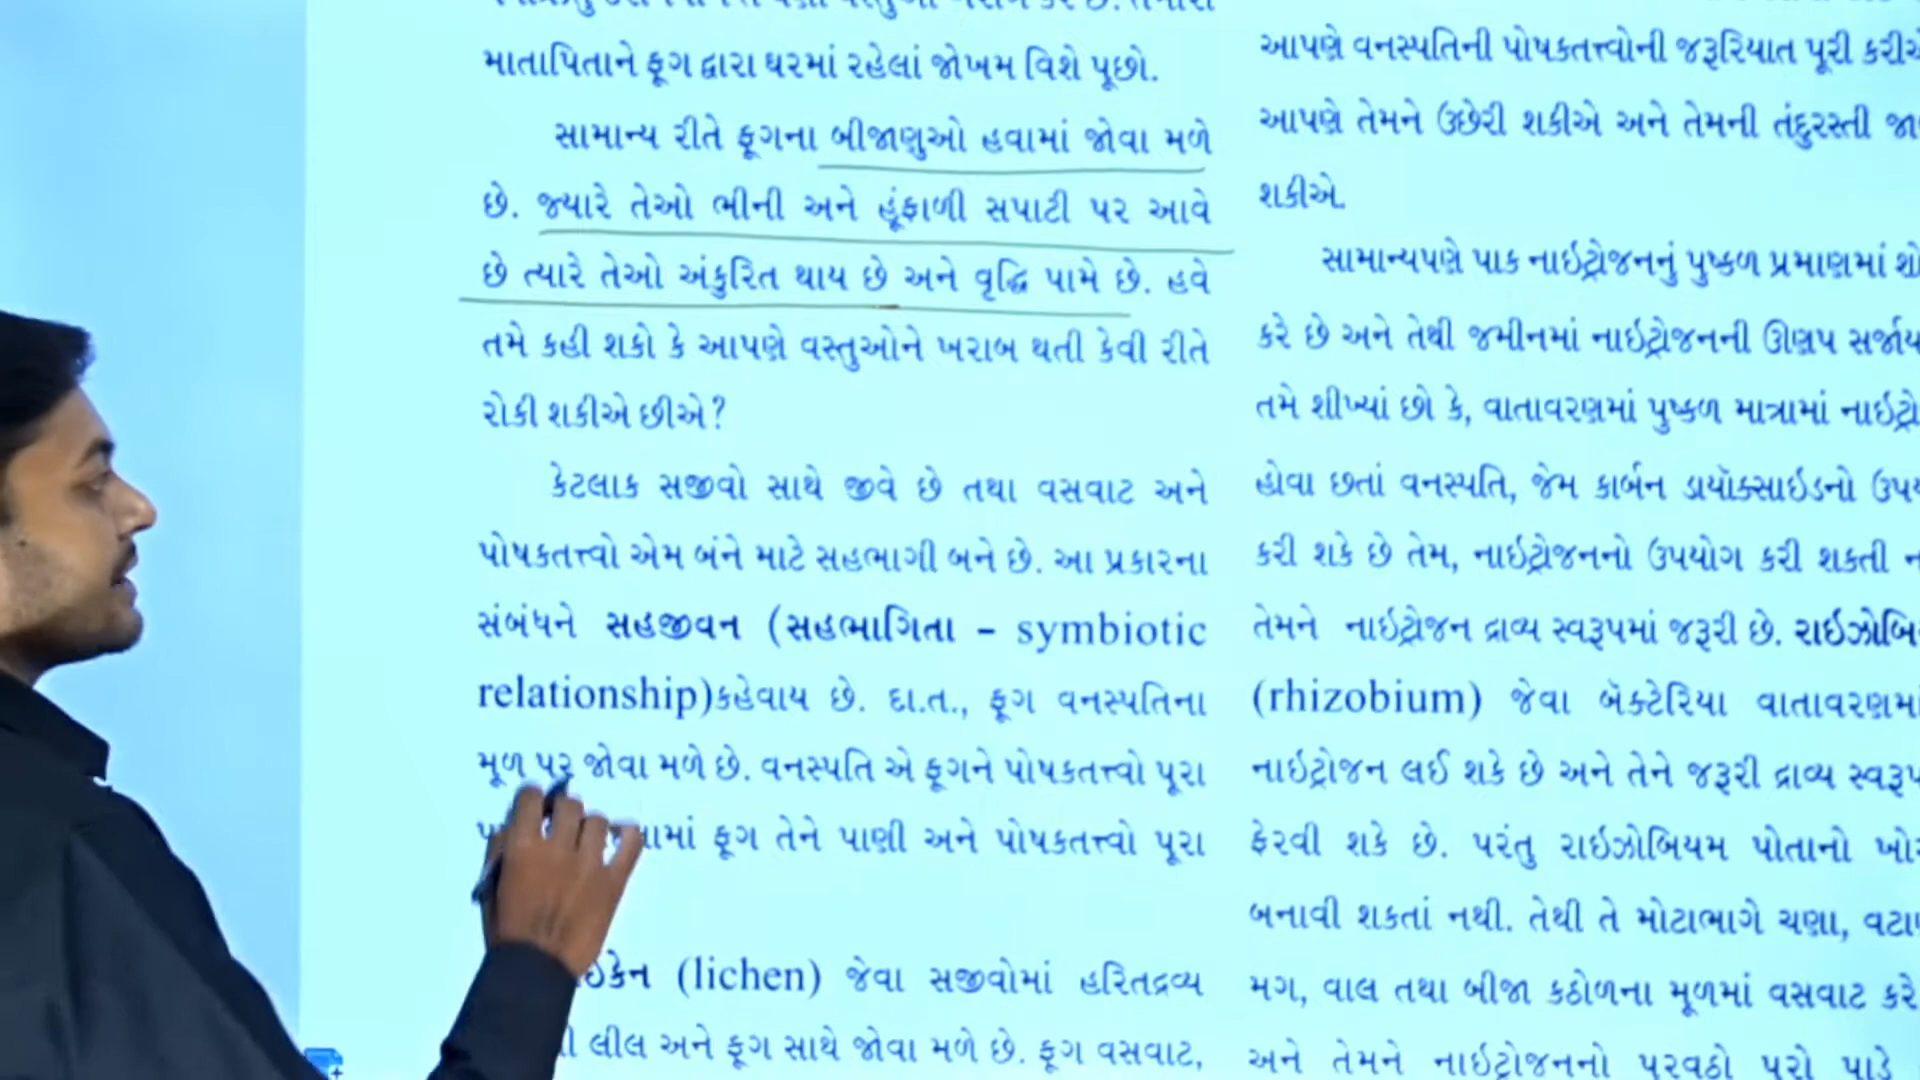 માતાપિતાને ફૂગ દ્વારા ઘરમાં રહેલાં જોખમ વિશે પૂછો.
સામાન્ય રીતે ફૂગના બીજાણુઓ હવામાં જોવા મળે
છે. જ્યારે તેઓ ભીની અને હૂંફાળી સપાટી પર આવે
છે ત્યારે તેઓ અંકુરિત થાય છે અને વૃદ્ધિ પામે છે. હવે
તમે કહી શકો કે આપણે વસ્તુઓને ખરાબ થતી કેવી રીતે
રોકી શકીએ છીએ?
કેટલાક સજીવો સાથે જીવે છે તથા વસવાટ અને
પોષકતત્ત્વો એમ બંને માટે સહભાગી બને છે. આ પ્રકારના
સંબંધને સહજીવન (સહભાગિતા – symbiotic
relationship)કહેવાય છે. દા.ત., ફૂગ વનસ્પતિના
મૂળ પર જોવા મળે છે. વનસ્પતિ એ ફૂગને પોષકતત્ત્વો પૂરા
ફૂગ તેને પાણી અને પોષકતત્ત્વો પૂરા
(lichen) જેવા સજીવોમાં હરિતદ્રવ્ય
લીલ અને ફૂગ સાથે જોવા મળે છે. ફૂગ વસવાટ,
આપણે વનસ્પતિની પોષકતત્ત્વોની જરૂરિયાત પૂરી
આપણે તેમને ઉછેરી શકીએ અને તેમની તંદુરસ્તી
શકીએ.
સામાન્યપણે પાક નાઇટ્રોજનનું પુષ્કળ પ્રમાણમાં
કરે છે અને તેથી જમીનમાં નાઇટ્રોજનની ઊણપ
તમે શીખ્યાં છો કે, વાતાવરણમાં પુષ્કળ માત્રામાં
હોવા છતાં વનસ્પતિ, જેમ કાર્બન ડાયૉક્સાઇડનો
કરી શકે છે તેમ, નાઇટ્રોજનનો ઉપયોગ કરી શકતી
તેમને નાઇટ્રોજન દ્રાવ્ય સ્વરૂપમાં જરૂરી છે.
(rhizobium) જેવા બૅક્ટેરિયા
નાઇટ્રોજન લઈ શકે છે અને તેને જરૂરી દ્રાવ્ય
ફેરવી શકે છે. પરંતુ રાઇઝોબિયમ પોતાનો
બનાવી શકતાં નથી. તેથી તે મોટાભાગે ચણા,
મગ, વાલ તથા બીજા કઠોળના મૂળમાં વસવાટ કરે
અને તેમને નાઇટ્રોજનનો પુરવઠો પૂરો પાડે